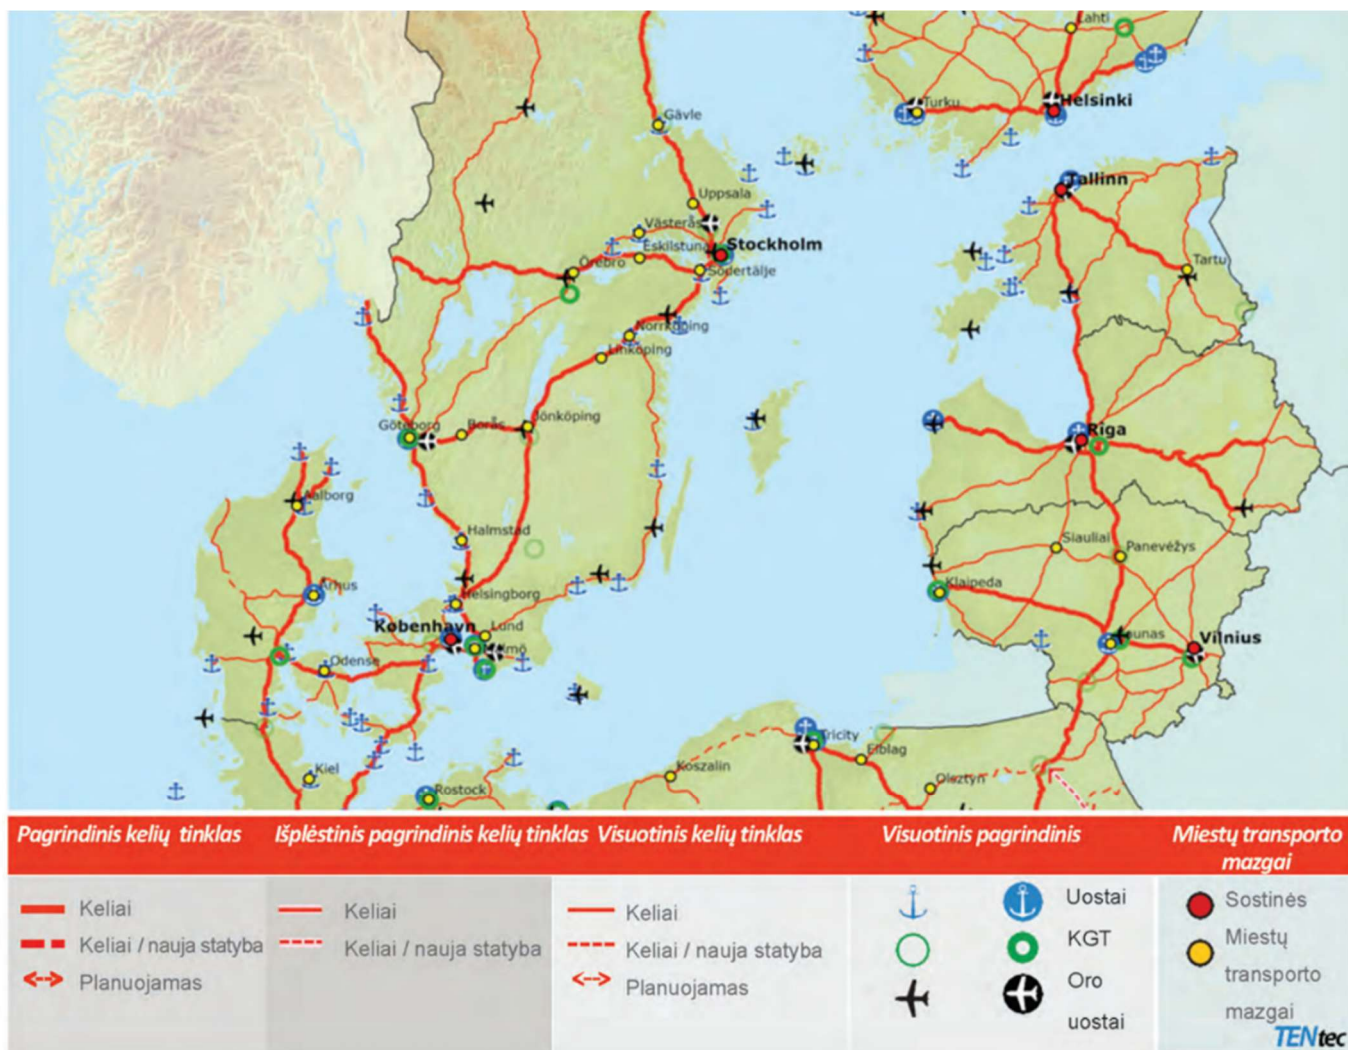 Lahti
Turku
Helsinki
Gävle
Tallinn
Uppsala
Västerås
Stockholm
Eskilstuna
Örebro
Södertälje
Tartu
Norrköping
Linköping
Göteborg
Borås
Jönköping
Riga
Aalborg
Halmstad
Siauliai
Panevėžys
Århus
Helsingborg
Klaipeda
København
Lund
Malmö
Kaunas
Vilnius
Odense
Tricity
Elblag
Kiel
Koszalin
Olsztyn
Rostock
Pagrindinis kelių tinklas
Išplėstinis pagrindinis kelių tinklas
Visuotinis kelių tinklas
Visuotinis pagrindinis
Miestų transporto
mazgai
Keliai
Keliai / nauja statyba
Planuojamas
Keliai
Keliai / nauja statyba
Keliai
Keliai / nauja statyba
Planuojamas
Uostai
KGT
Oro
uostai
Sostinės
Miestų
transporto
mazgai
TENtec